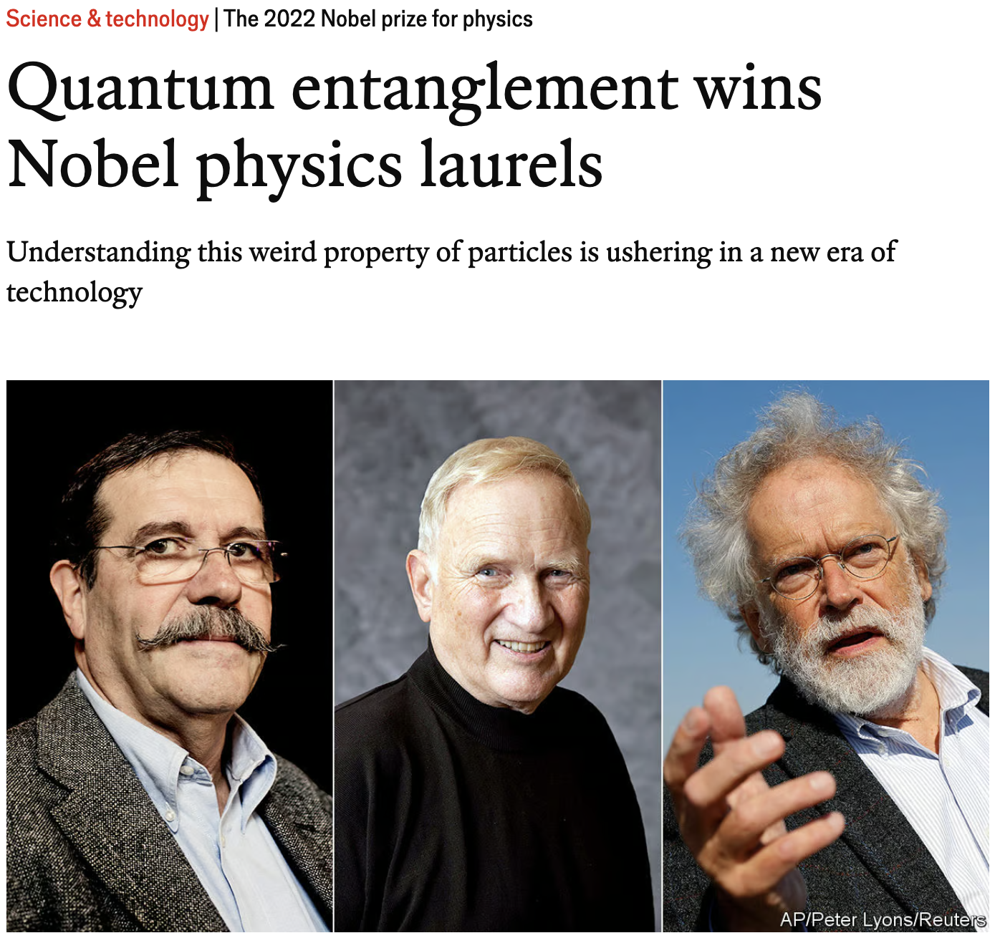 Science & technology | The 2022 Nobel prize for physics
Quantum entanglement wins
Nobel physics laurels
Understanding this weird property of particles is ushering in a new era of
technology
AP/Peter Lyons/Reuters